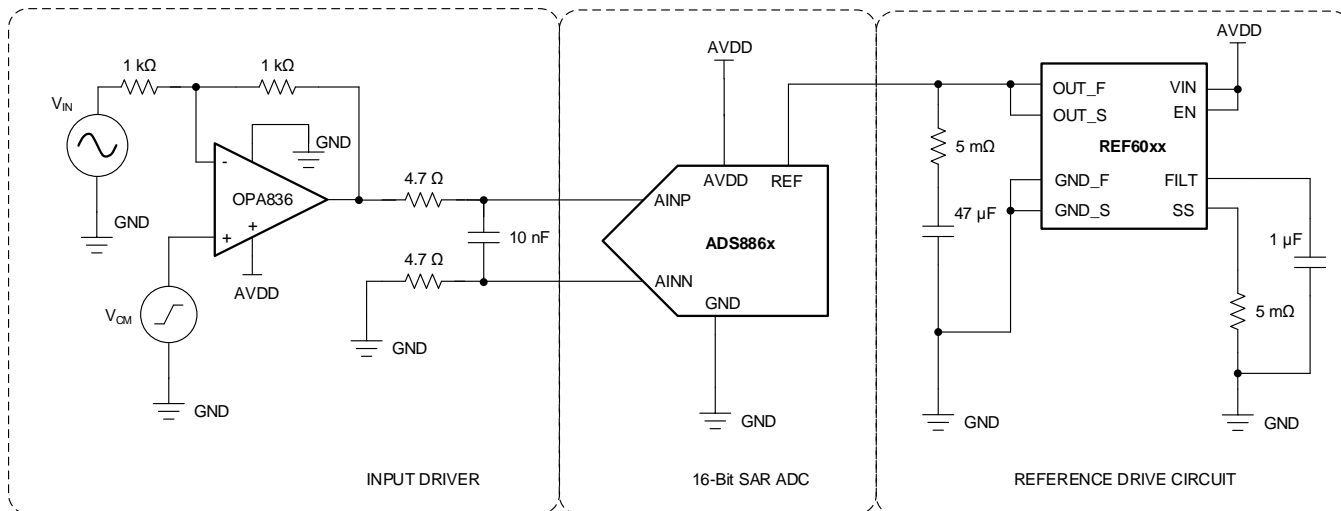 1 kΩ
1 kΩ
V_IN
GND
GND
-
OPA836
+
+
AVDD
V_CM
GND
4.7 Ω
10 nF
4.7 Ω
GND
INPUT DRIVER
AVDD
AVDD
REF
AINP
ADS886x
AINN
GND
GND
16-Bit SAR ADC
AVDD
OUT_F
VIN
OUT_S
EN
REF60xx
5 mΩ
GND_F
FILT
GND_S
SS
47 µF
1 µF
5 mΩ
GND
GND
REFERENCE DRIVE CIRCUIT